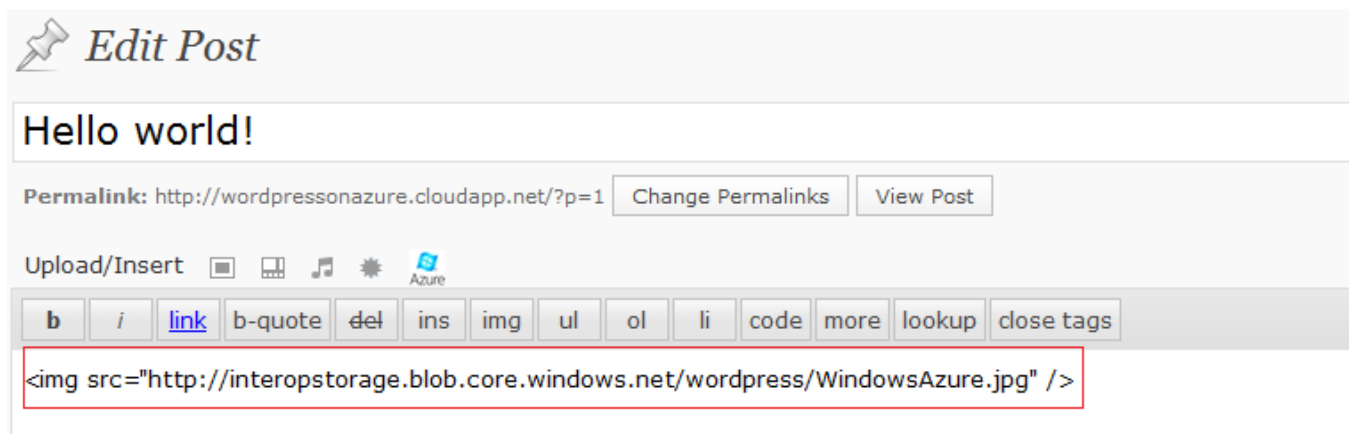 Edit Post
Hello world!
Permalink: http://wordpressonazure.cloudapp.net/?p=1 Change Permalinks View Post
Upload/Insert Azure
b i link b-quote del ins img ul ol li code more lookup close tags
<img src="http://interopstorage.blob.core.windows.net/wordpress/WindowsAzure.jpg" />